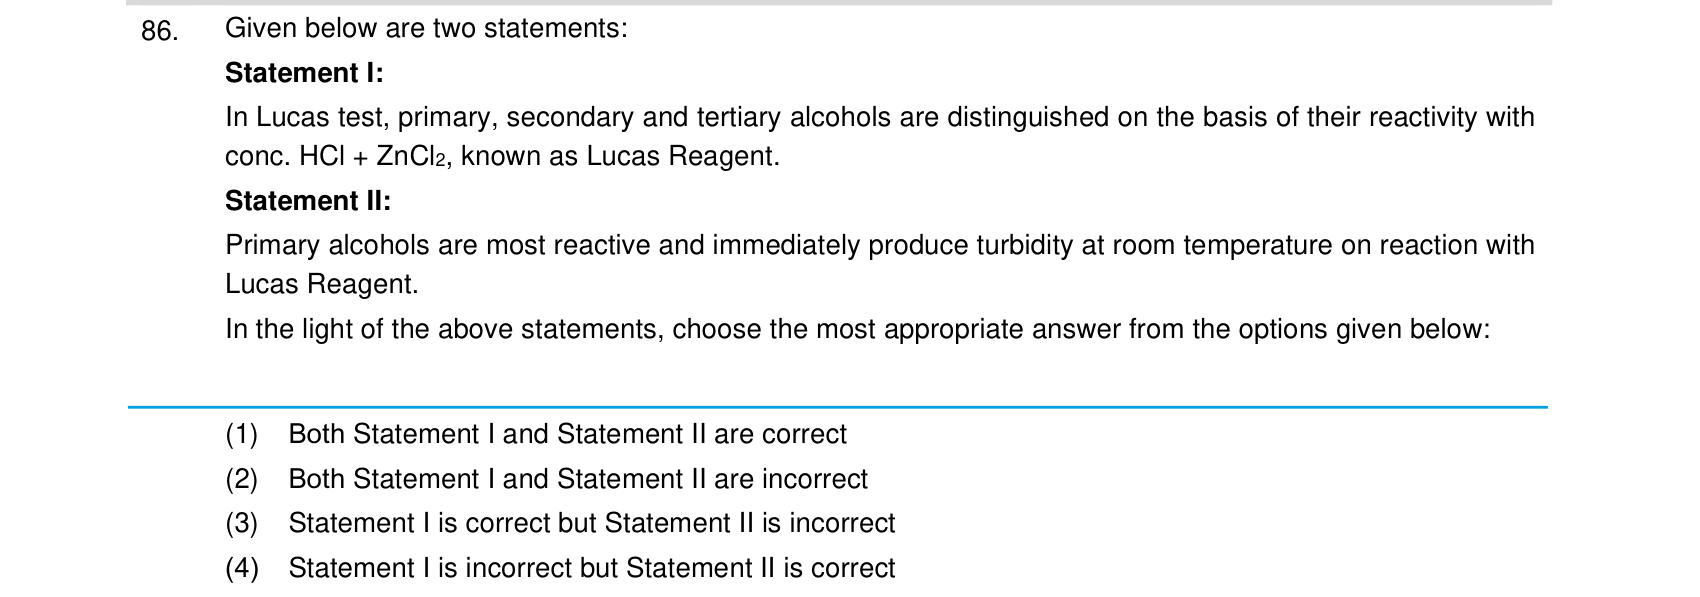 86. Given below are two statements:
Statement I:
In Lucas test, primary, secondary and tertiary alcohols are distinguished on the basis of their reactivity with
conc. HCl + ZnCl₂, known as Lucas Reagent.
Statement II:
Primary alcohols are most reactive and immediately produce turbidity at room temperature on reaction with
Lucas Reagent.
In the light of the above statements, choose the most appropriate answer from the options given below:
(1) Both Statement I and Statement II are correct
(2) Both Statement I and Statement II are incorrect
(3) Statement I is correct but Statement II is incorrect
(4) Statement I is incorrect but Statement II is correct